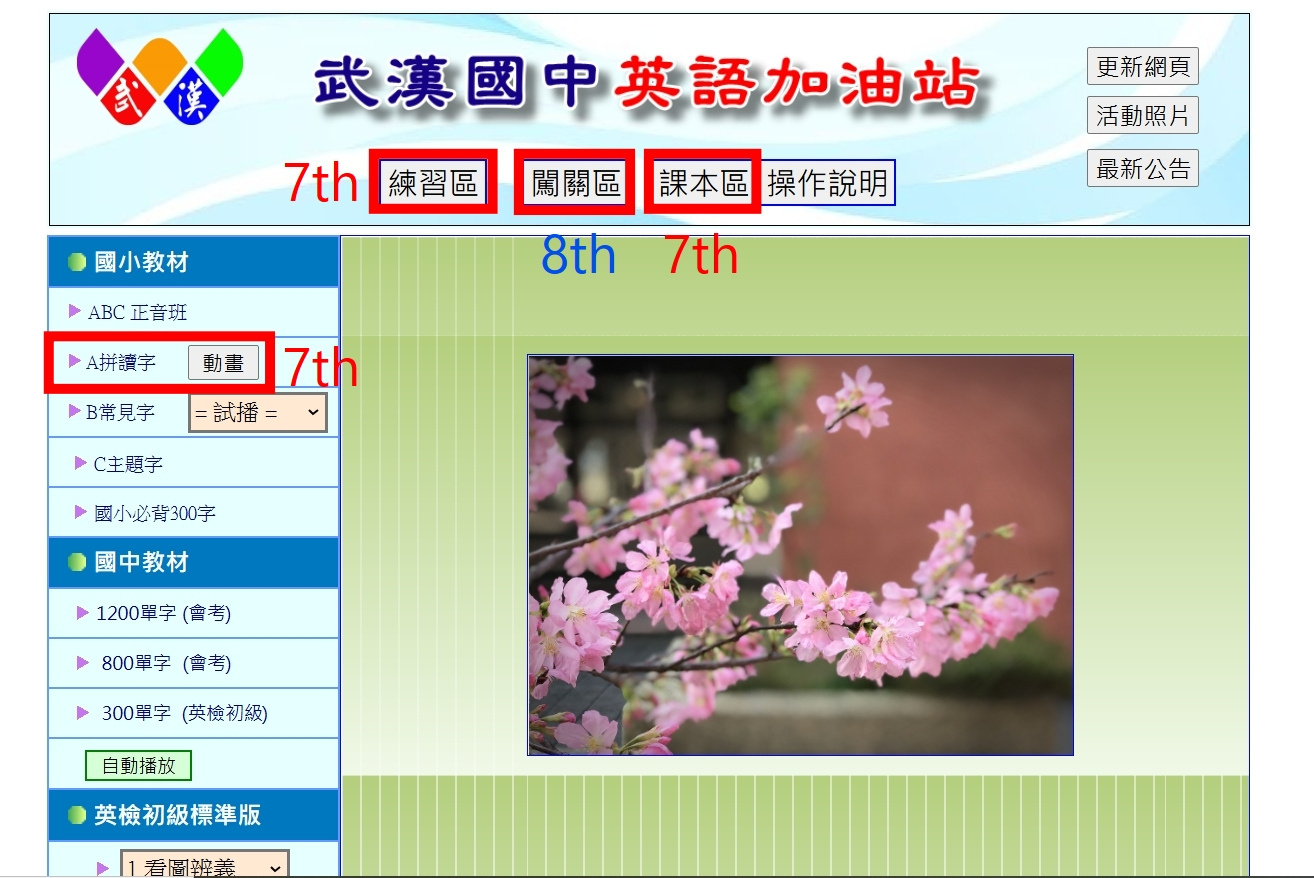 武漢
武漢國中英語加油站
更新網頁
活動照片
最新公告
7th 練習區 闖關區 課本區 操作說明
8th 7th
國小教材
ABC 正音班
A拼讀字 動畫 7th
B常見字 = 試播 =
C主題字
國小必背300字
國中教材
1200單字 (會考)
800單字 (會考)
300單字 (英檢初級)
自動播放
英檢初級標準版
1 看圖辨義